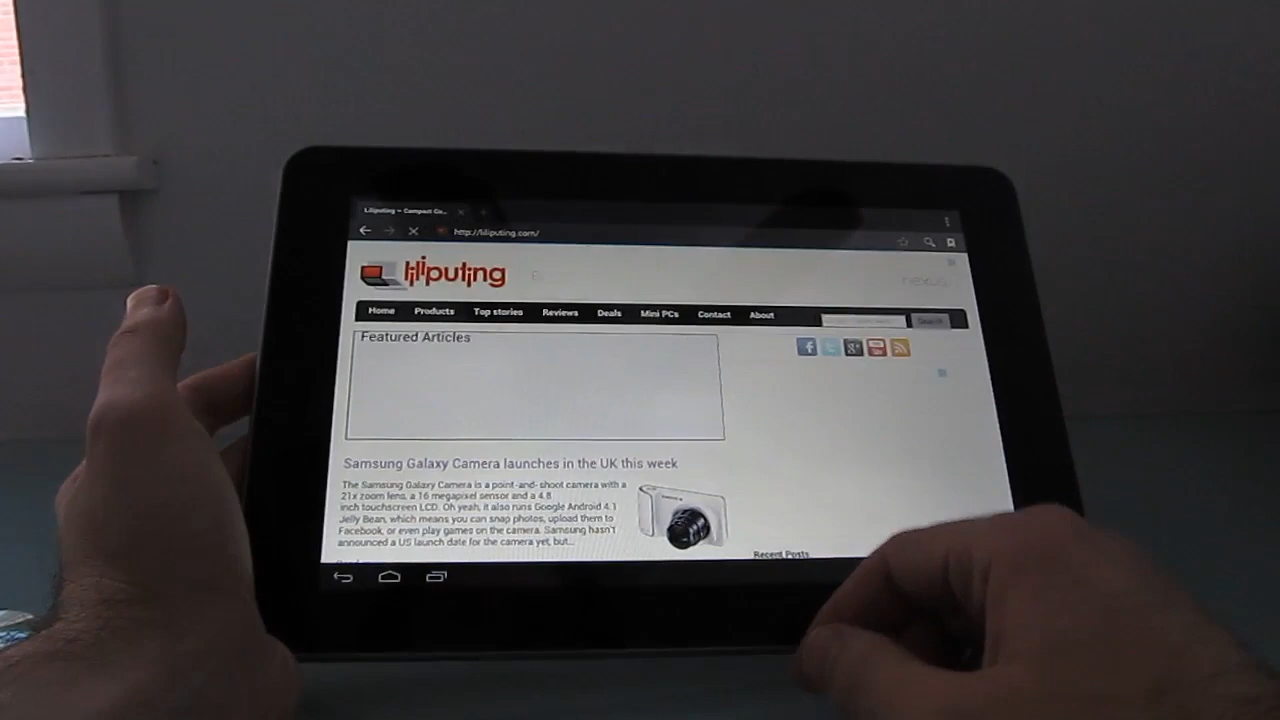 Liliputing – Compact Co...
http://liliputing.com/
liliputing
nexus
Home Products Top stories Reviews Deals Mini PCs Contact About
Search
Featured Articles
Samsung Galaxy Camera launches in the UK this week
The Samsung Galaxy Camera is a point-and-shoot camera with a
21x zoom lens, a 16 megapixel sensor and a 4.8
inch touchscreen LCD. Oh yeah, it also runs Google Android 4.1
Jelly Bean, which means you can snap photos, upload them to
Facebook, or even play games on the camera. Samsung hasn't
announced a US launch date for the camera yet, but...
Recent Posts